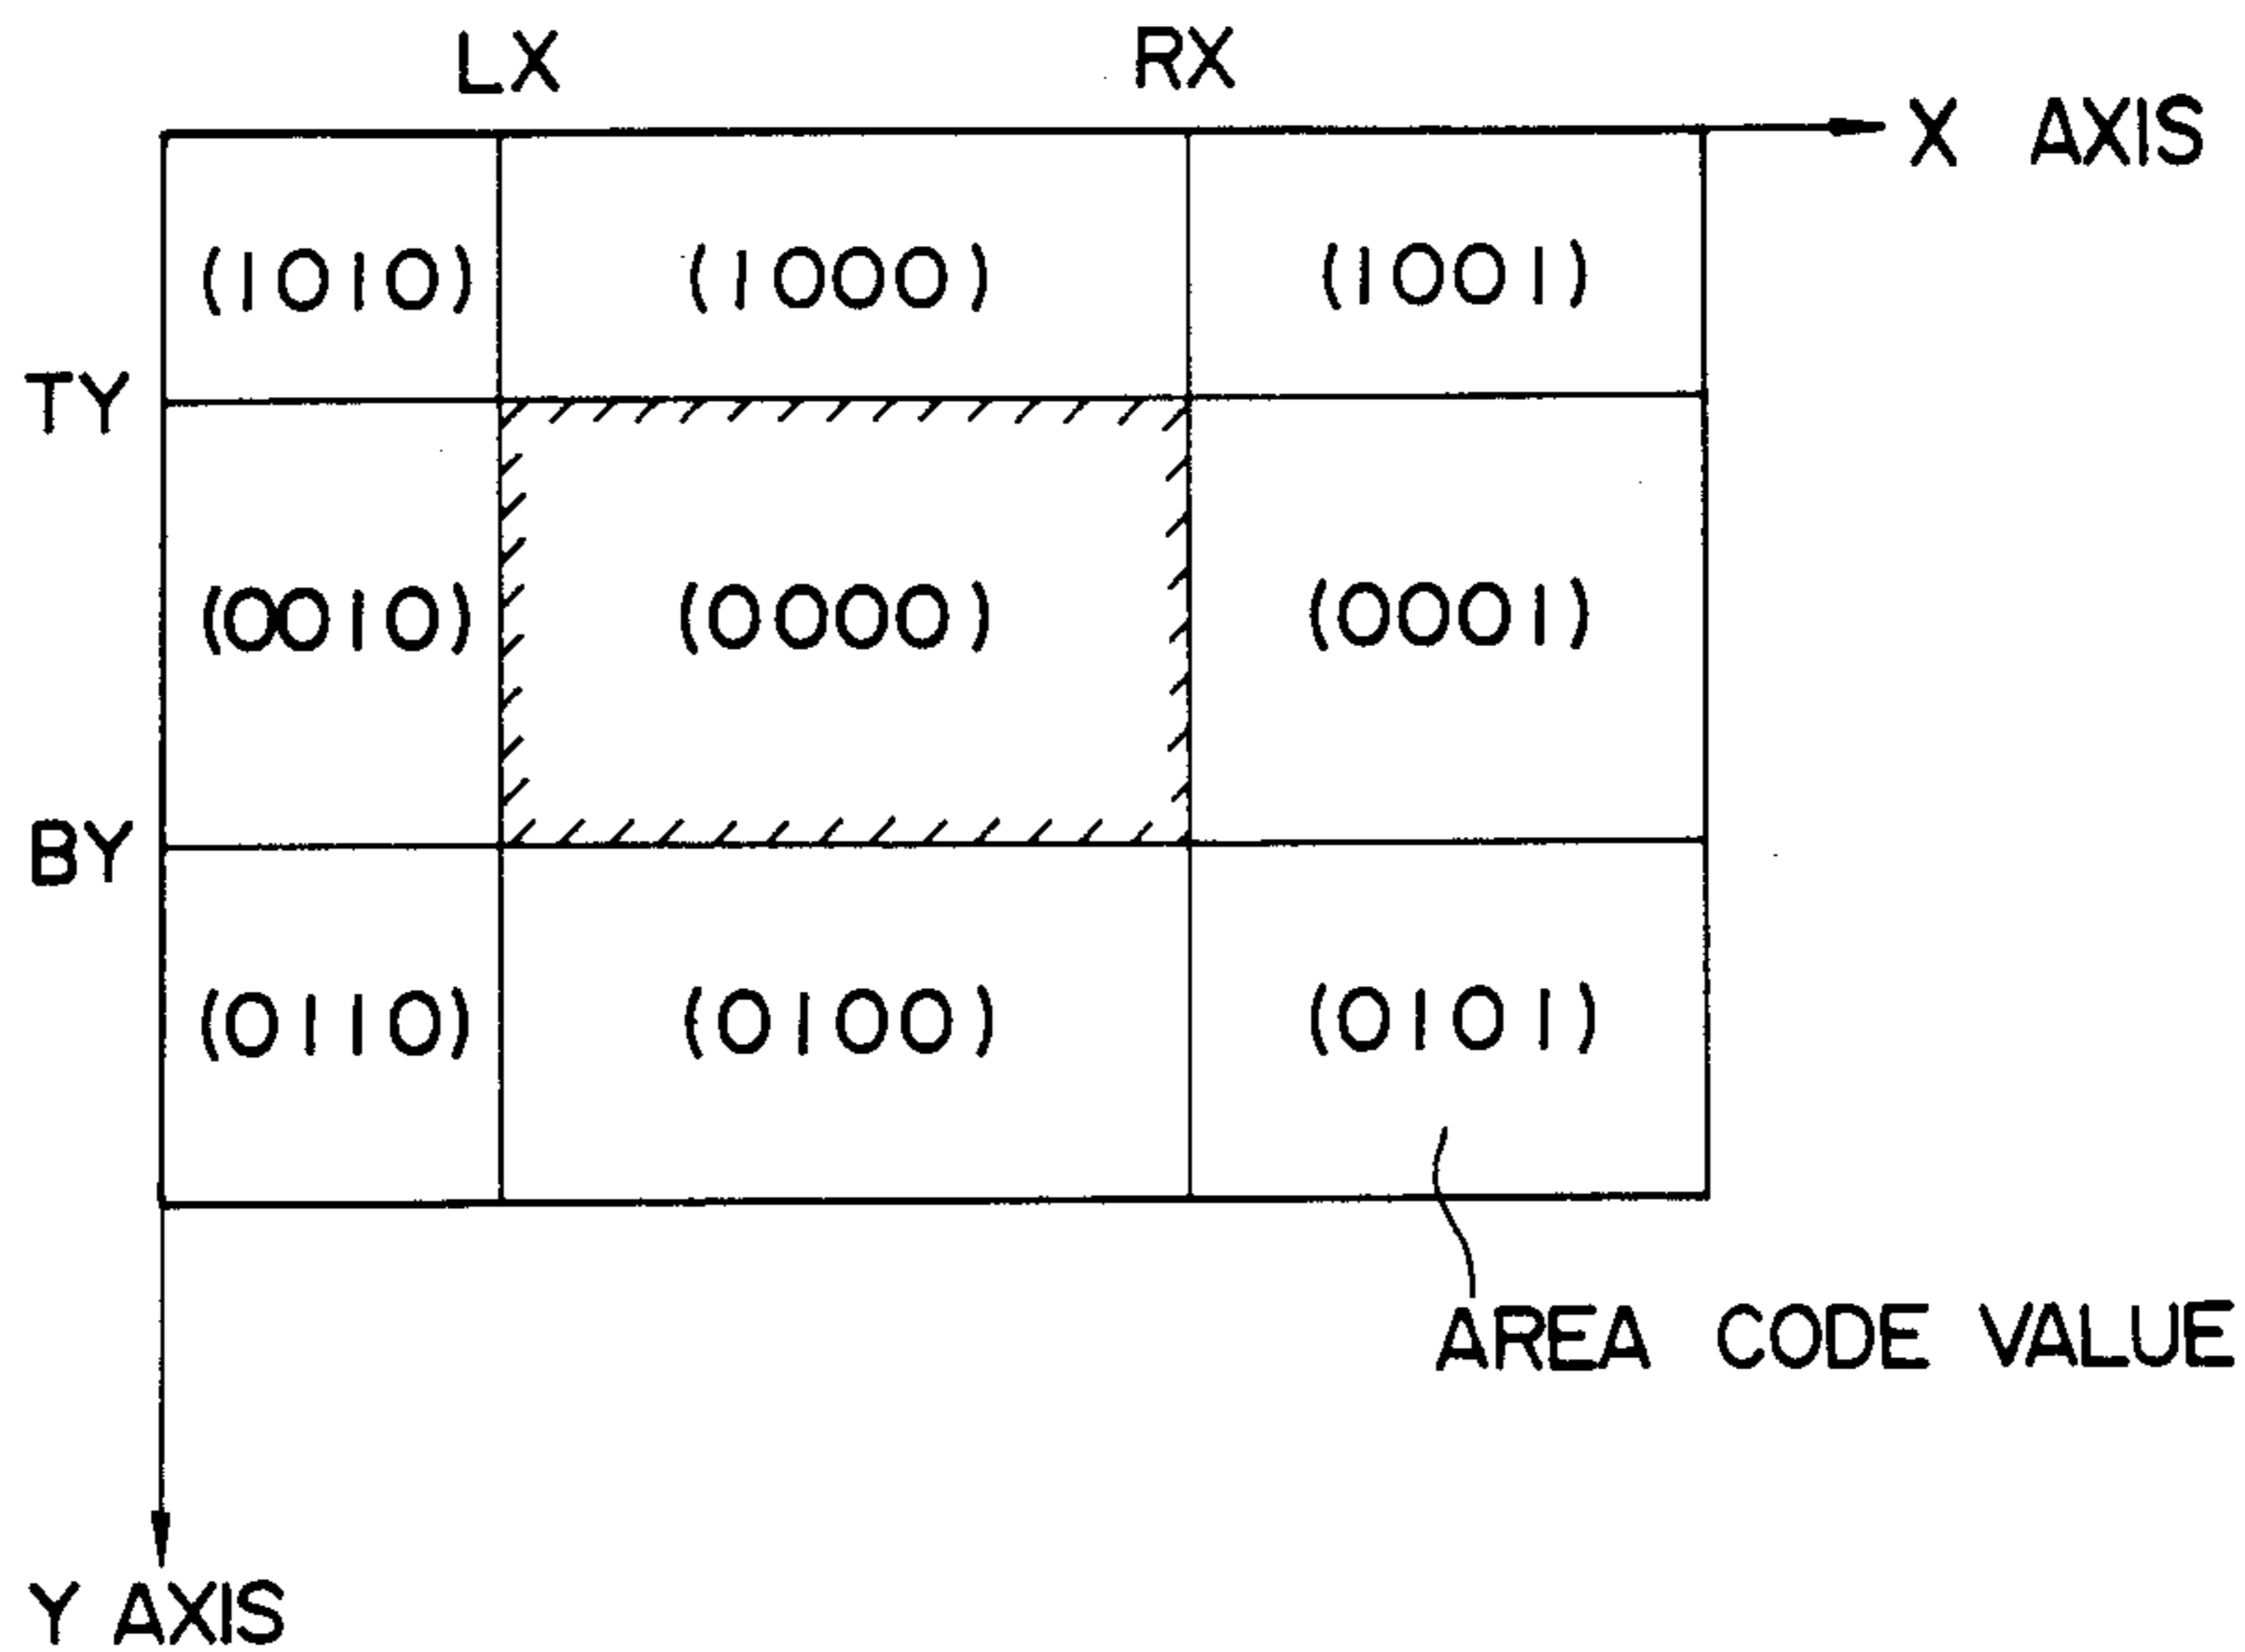 LX RX
X AXIS
(1010) (1000) (1001)
TY
(0010) (0000) (0001)
BY
(0110) (0100) (0101)
AREA CODE VALUE
Y AXIS